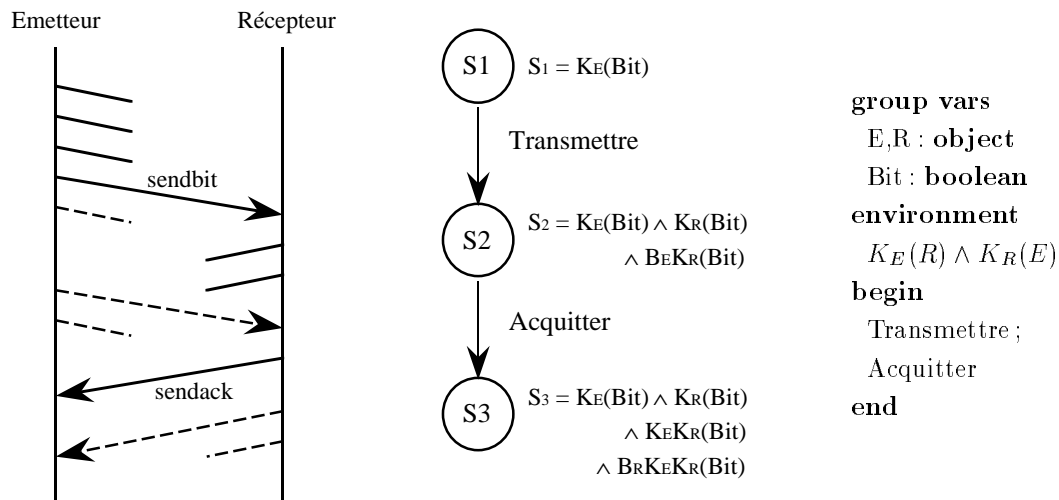 Emetteur
Récepteur
sendbit
sendack
S1
S1 = KE(Bit)
Transmettre
S2
S2 = KE(Bit) ∧ KR(Bit)
∧ BEKR(Bit)
Acquitter
S3
S3 = KE(Bit) ∧ KR(Bit)
∧ KEKR(Bit)
∧ BRKEKR(Bit)
group vars
E,R : object
Bit : boolean
environment
K_E(R) ∧ K_R(E)
begin
Transmettre ;
Acquitter
end